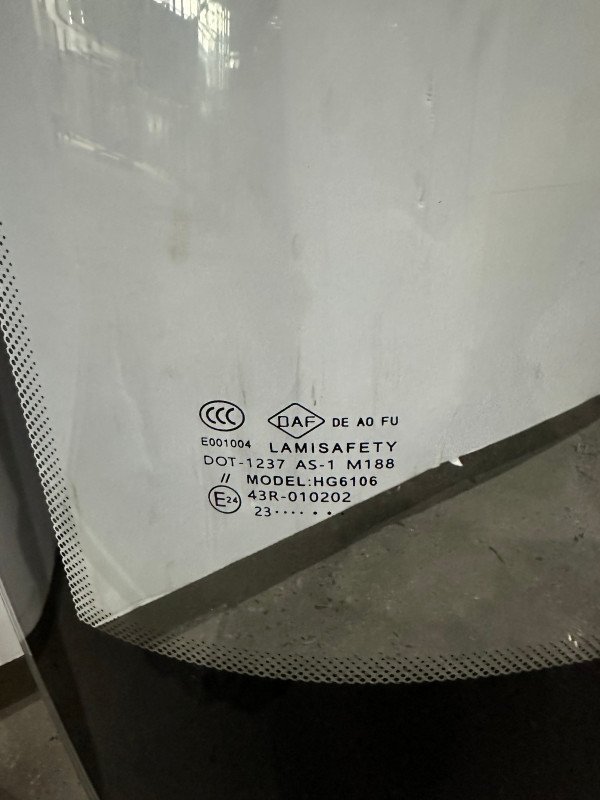 CCC DAF DE AO FU
E001004 LAMISAFETY
DOT-1237 AS-1 M188
// MODEL:HG6106
E24 43R-010202
23·······